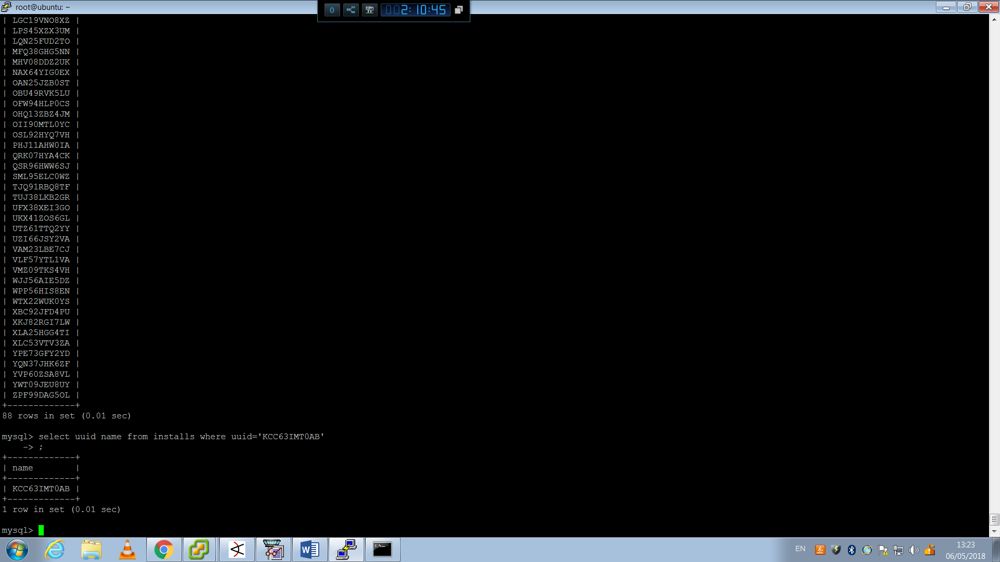 root@ubuntu: ~
0
002:10:45
| LGC19VNO8XZ |
| LPS45XZX3UM |
| LQN25FUD2TO |
| MFQ38GHG5NN |
| MHV08DDZ2UK |
| NAX64YIG0EX |
| OAN25JZB0ST |
| OBU49RVK5LU |
| OFW94HLP0CS |
| OHQ13ZBZ4JM |
| OII90MTL0YC |
| OSL92HYQ7VH |
| PHJ11AHW0IA |
| QRK07HYA4CK |
| QSR96HWW6SJ |
| SML95ELC0WZ |
| TJQ91RBQ8TF |
| TUJ38LKB2GR |
| UFX38XEI3GO |
| UKX41ZOS6GL |
| UTZ61TTQ2YY |
| UZI66JSY2VA |
| VAM23LBE7CJ |
| VLF57YTL1VA |
| VMZ09TKS4VH |
| WJJ56AIE5DZ |
| WPP56HIS8EN |
| WTX22WUK0YS |
| XBC92JFD4PU |
| XKJ82RGI7LW |
| XLA25HGG4TI |
| XLC53VTV3ZA |
| YPE73GFY2YD |
| YQN37JHK6ZF |
| YVP60ZSA8VL |
| YWT09JEU8UY |
| ZPF99DAG5OL |
+-------------+
88 rows in set (0.01 sec)
mysql> select uuid name from installs where uuid='KCC63IMT0AB'
    -> ;
+-------------+
| name        |
+-------------+
| KCC63IMT0AB |
+-------------+
1 row in set (0.01 sec)
mysql>
EN
13:23
06/05/2018